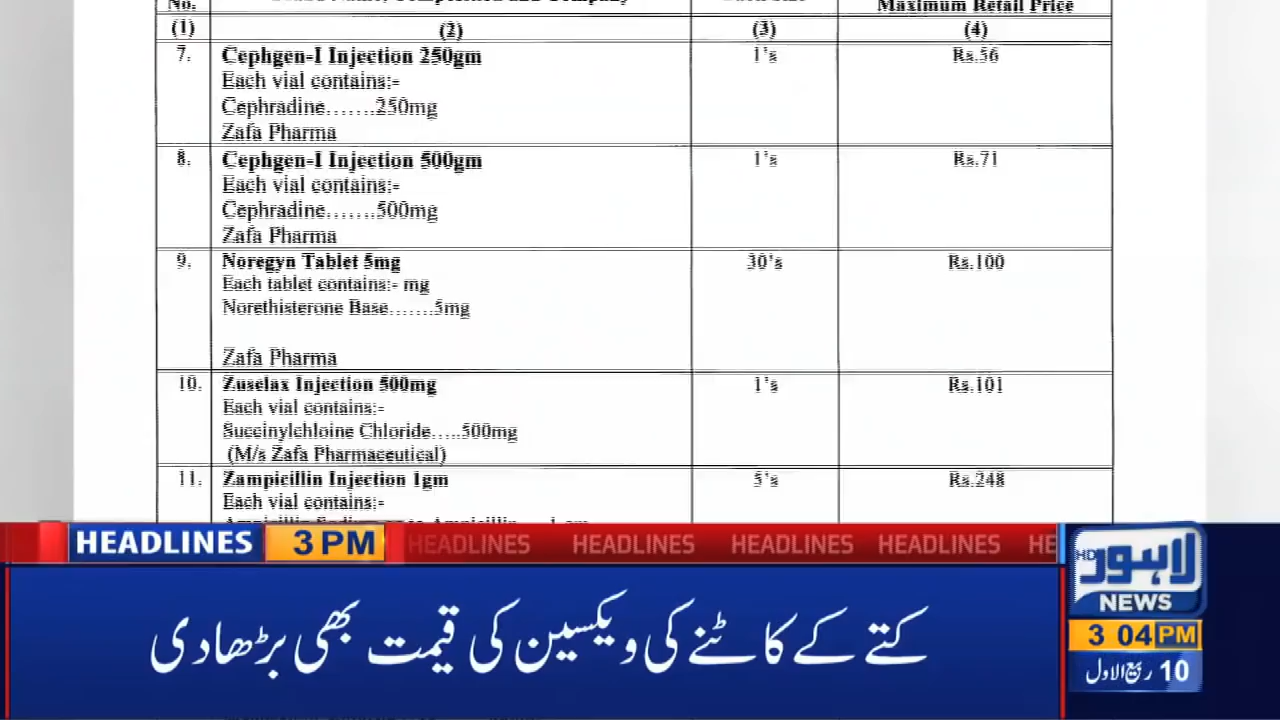 No.
Maximum Retail Price
(1) (2) (3) (4)
7. Cephgen-I Injection 250gm 1's Rs.56
Each vial contains:-
Cephradine…….250mg
Zafa Pharma
8. Cephgen-I Injection 500gm 1's Rs.71
Each vial contains:-
Cephradine…….500mg
Zafa Pharma
9. Noregyn Tablet 5mg 30's Rs.100
Each tablet contains:- mg
Norethisterone Base…….5mg
Zafa Pharma
10. Zuselax Injection 500mg 1's Rs.101
Each vial contains:-
Succinylchloine Chloride…..500mg
(M/s Zafa Pharmaceutical)
11. Zampicillin Injection 1gm 5's Rs.248
Each vial contains:-
HEADLINES 3 PM HEADLINES HEADLINES HEADLINES HEADLINES HE
کتے کے کاٹنے کی ویکسین کی قیمت بھی بڑھا دی
لاہور HD
NEWS
3 04 PM
10 ربیع الاول